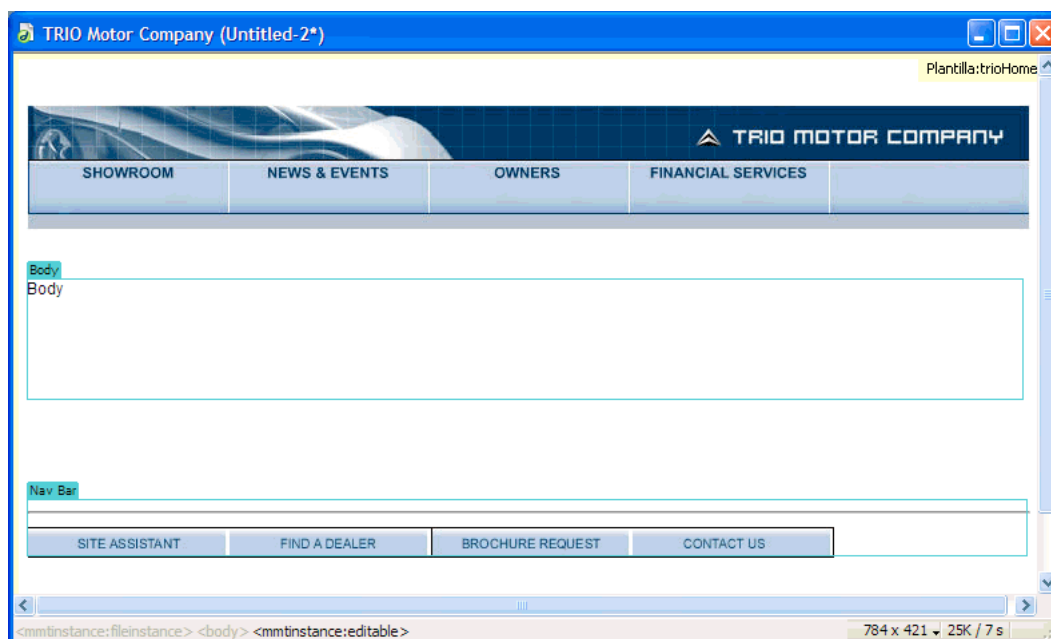 TRIO Motor Company (Untitled-2*)
Plantilla:trioHome
TRIO MOTOR COMPANY
SHOWROOM NEWS & EVENTS OWNERS FINANCIAL SERVICES
Body
Body
Nav Bar
SITE ASSISTANT FIND A DEALER BROCHURE REQUEST CONTACT US
<mmtinstance:fileinstance> <body> <mmtinstance:editable> 784 x 421 25K / 7 s